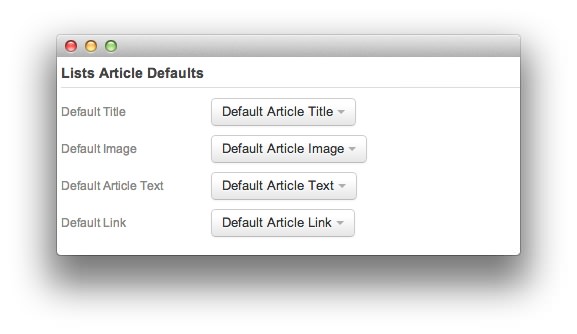 Lists Article Defaults
Default Title Default Article Title
Default Image Default Article Image
Default Article Text Default Article Text
Default Link Default Article Link